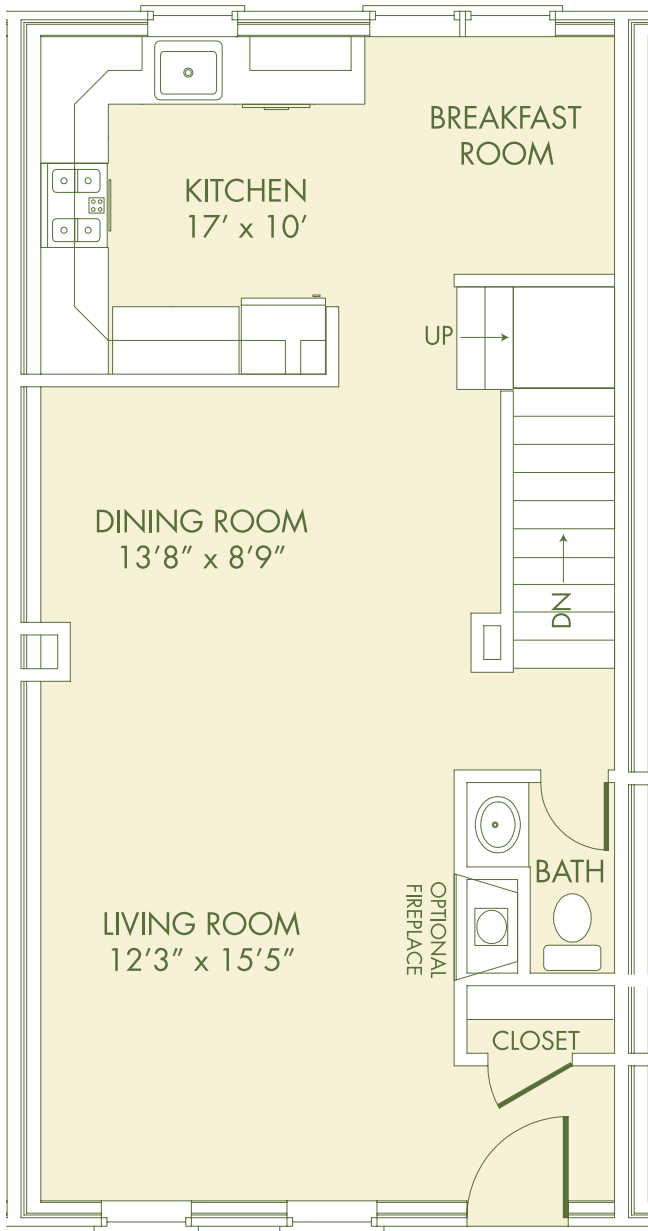 BREAKFAST
ROOM
KITCHEN
17’ x 10’
UP
DINING ROOM
13’8” x 8’9”
DN
BATH
OPTIONAL
FIREPLACE
LIVING ROOM
12’3” x 15’5”
CLOSET